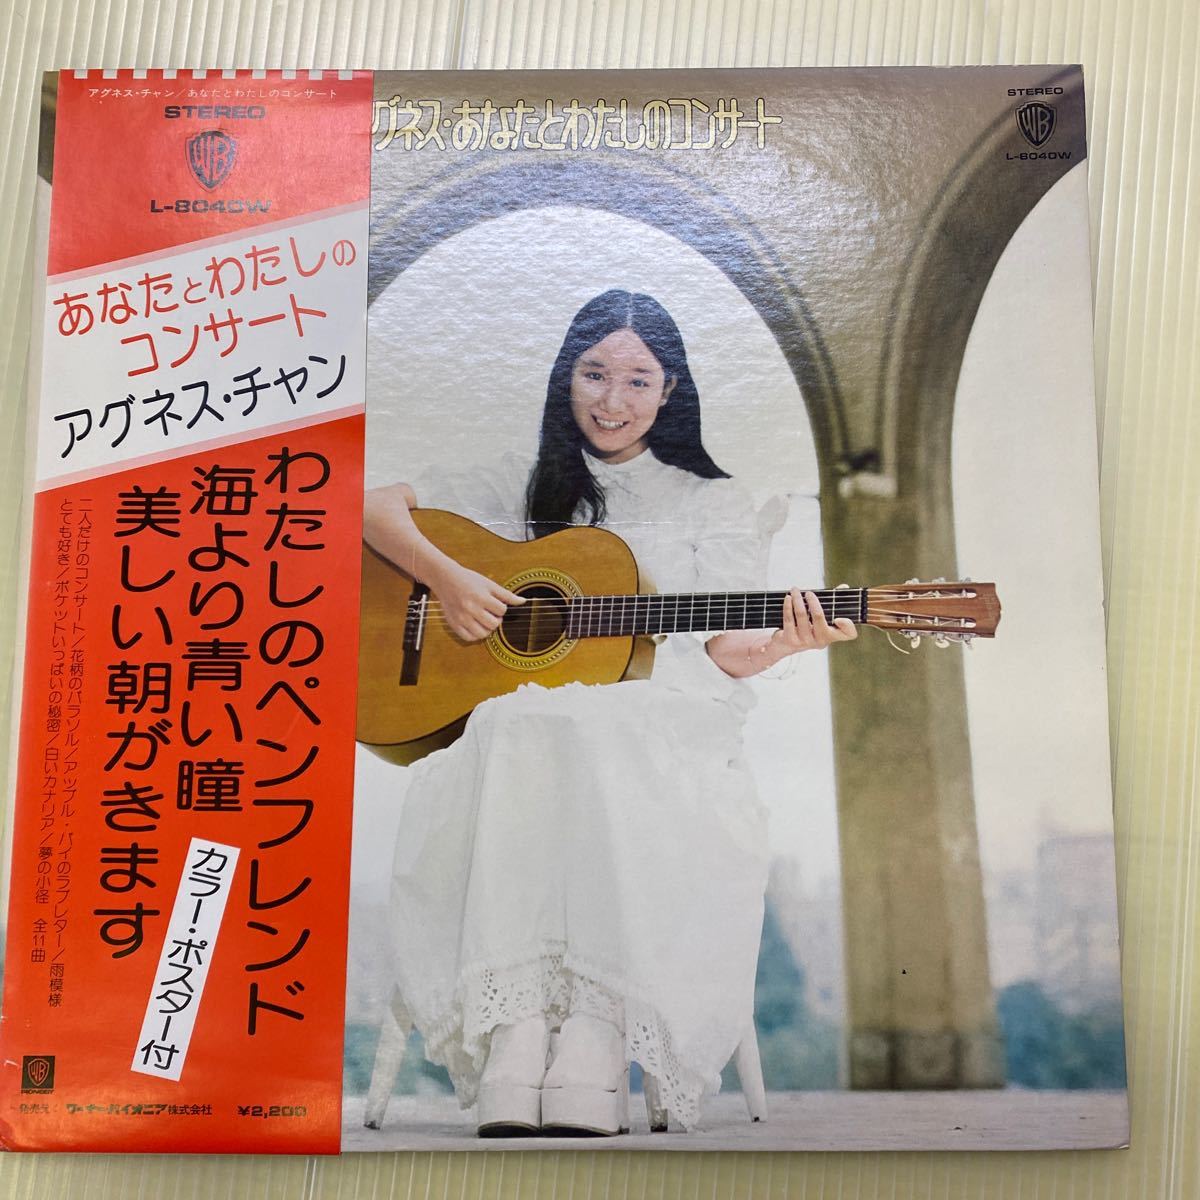 アグネス・チャン/あなたとわたしのコンサート
STEREO
WB
L-8040W
あなたとわたしの
コンサート
アグネス・チャン
わたしのペンフレンド
海より青い瞳
美しい朝がきます
二人だけのコンサート/花柄のパラソル/アップル・パイのラブレター/雨模様
とても好き/ポケットいっぱいの秘密/白いカナリア/夢の小径 全11曲
カラー・ポスター付
WB
PIONEER
発売元
ワーナー・パイオニア株式会社
¥2,200
グネス・あなたとわたしのコンサート
STEREO
WB
L-8040W